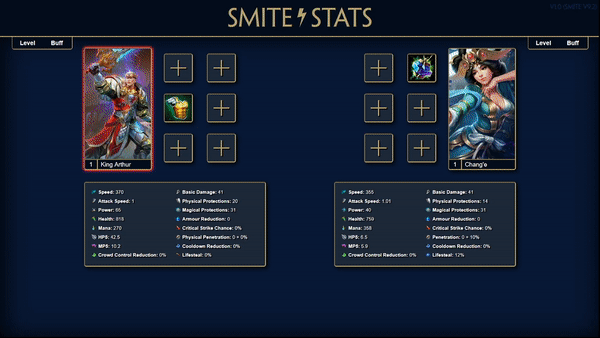 SMITE STATS
Level Buff
Level Buff
1 King Arthur
1 Chang'e
Speed: 370 Basic Damage: 41
Attack Speed: 1 Physical Protections: 20
Power: 65 Magical Protections: 31
Health: 818 Armour Reduction: 0
Mana: 270 Critical Strike Chance: 0%
HP5: 42.5 Physical Penetration: 0 + 0%
MP5: 10.2 Cooldown Reduction: 0%
Crowd Control Reduction: 0% Lifesteal: 0%
Speed: 355 Basic Damage: 41
Attack Speed: 1.01 Physical Protections: 14
Power: 40 Magical Protections: 31
Health: 759 Armour Reduction: 0
Mana: 358 Critical Strike Chance: 0%
HP5: 6.5 Penetration: 0 + 10%
MP5: 5.9 Cooldown Reduction: 0%
Crowd Control Reduction: 0% Lifesteal: 12%